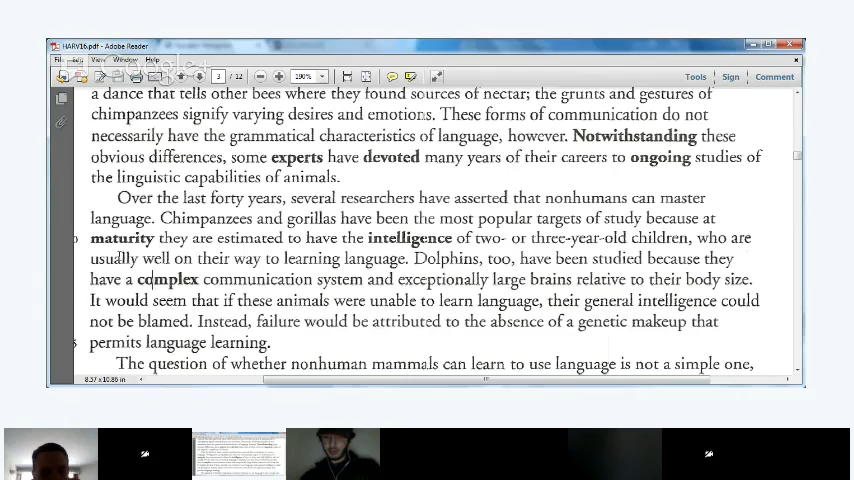 HARV16.pdf - Adobe Reader
File Edit View Window Help
Google+
3 / 12
190%
Tools Sign Comment
a dance that tells other bees where they found sources of nectar; the grunts and gestures of
chimpanzees signify varying desires and emotions. These forms of communication do not
necessarily have the grammatical characteristics of language, however. Notwithstanding these
obvious differences, some experts have devoted many years of their careers to ongoing studies of
the linguistic capabilities of animals.
Over the last forty years, several researchers have asserted that nonhumans can master
language. Chimpanzees and gorillas have been the most popular targets of study because at
maturity they are estimated to have the intelligence of two- or three-year-old children, who are
usually well on their way to learning language. Dolphins, too, have been studied because they
have a complex communication system and exceptionally large brains relative to their body size.
It would seem that if these animals were unable to learn language, their general intelligence could
not be blamed. Instead, failure would be attributed to the absence of a genetic makeup that
permits language learning.
The question of whether nonhuman mammals can learn to use language is not a simple one,
8.57 x 10.86 in